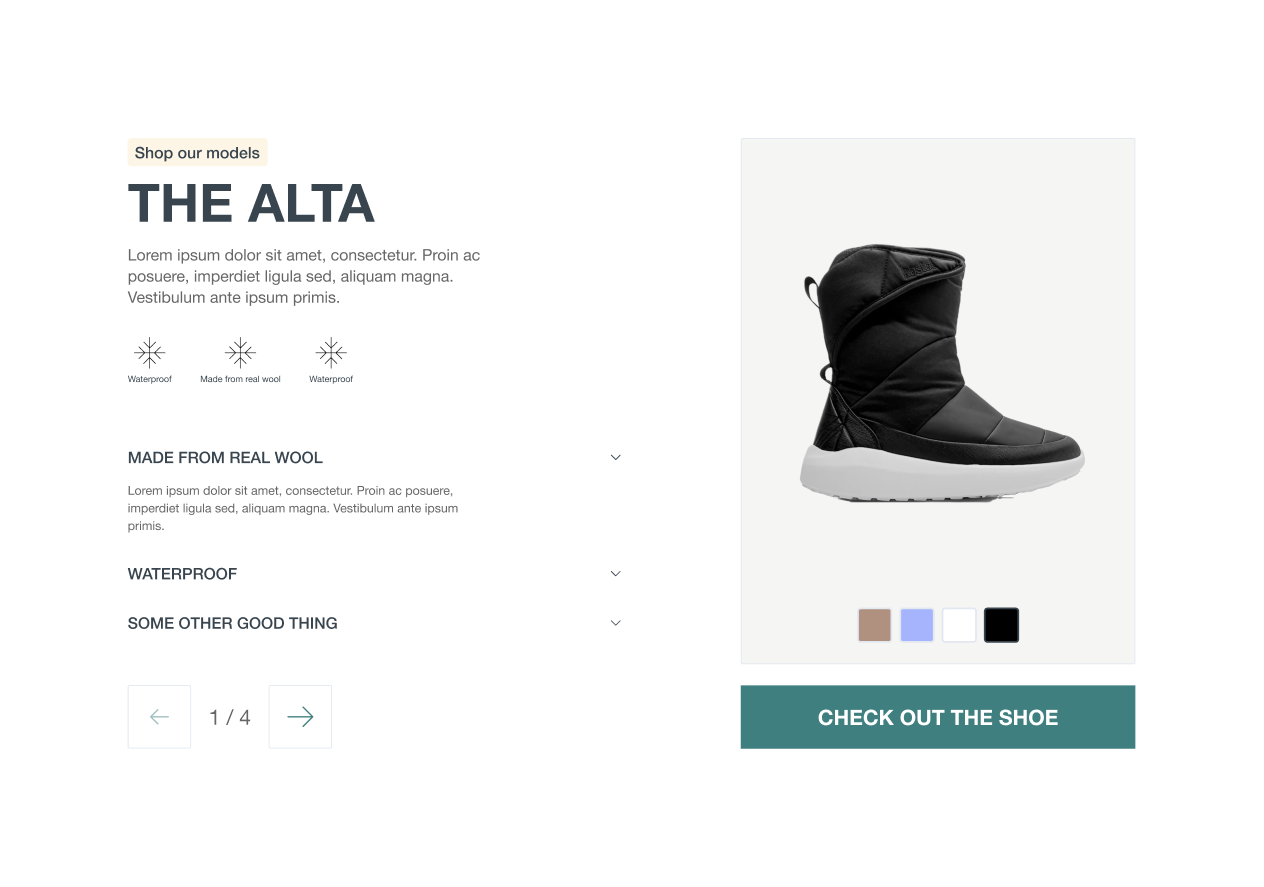 Shop our models
THE ALTA
Lorem ipsum dolor sit amet, consectetur. Proin ac
posuere, imperdiet ligula sed, aliquam magna.
Vestibulum ante ipsum primis.
Waterproof
Made from real wool
Waterproof
MADE FROM REAL WOOL
Lorem ipsum dolor sit amet, consectetur. Proin ac posuere,
imperdiet ligula sed, aliquam magna. Vestibulum ante ipsum
primis.
WATERPROOF
SOME OTHER GOOD THING
1 / 4
CHECK OUT THE SHOE